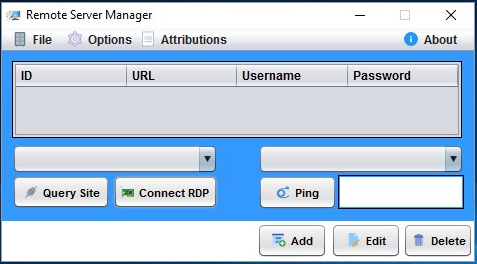 Remote Server Manager
File Options Attributions About
ID URL Username Password
Query Site Connect RDP Ping
Add Edit Delete